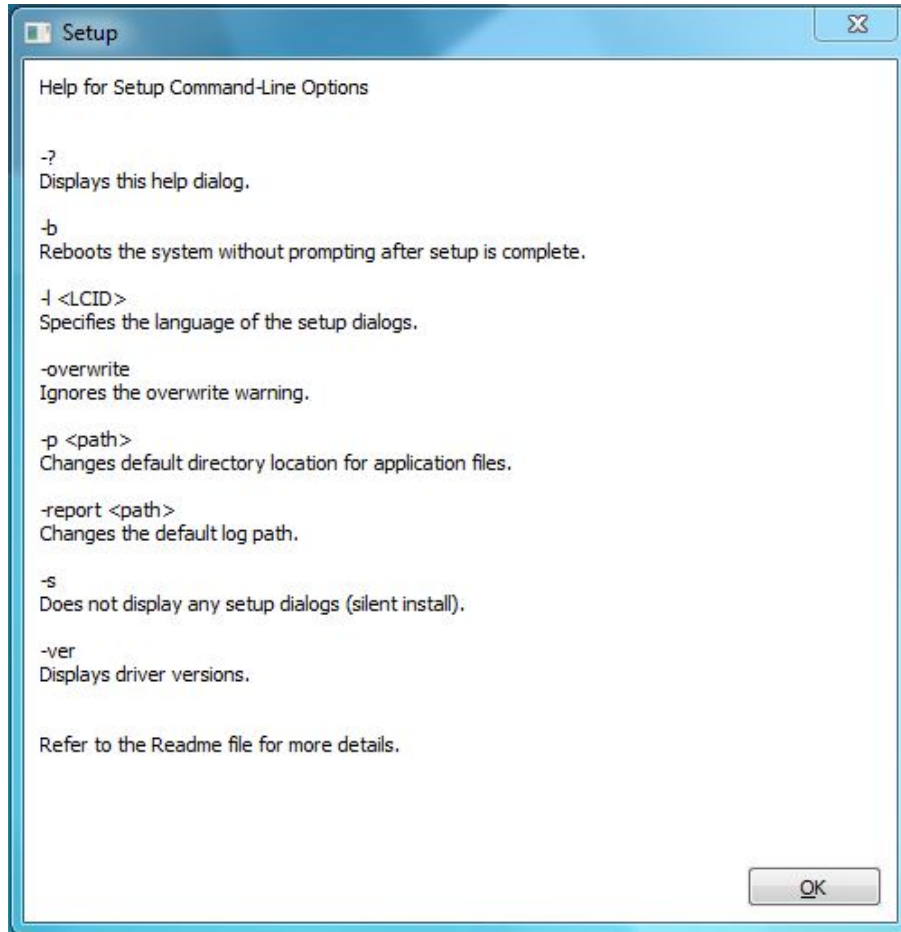 Setup
Help for Setup Command-Line Options
-?
Displays this help dialog.
-b
Reboots the system without prompting after setup is complete.
-l <LCID>
Specifies the language of the setup dialogs.
-overwrite
Ignores the overwrite warning.
-p <path>
Changes default directory location for application files.
-report <path>
Changes the default log path.
-s
Does not display any setup dialogs (silent install).
-ver
Displays driver versions.
Refer to the Readme file for more details.
OK